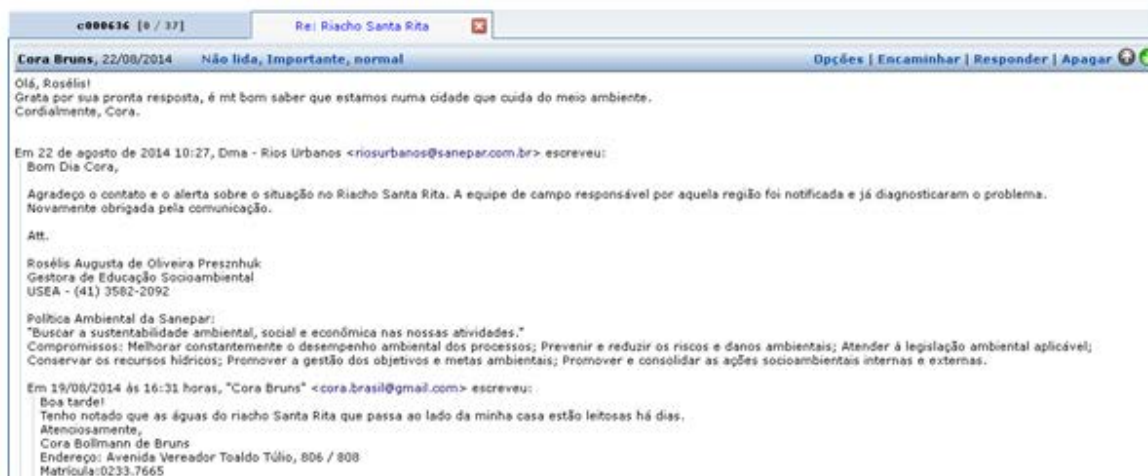 c000636 [0 / 37] Re: Riacho Santa Rita
Cora Bruns, 22/08/2014 Não lida, Importante, normal Opções | Encaminhar | Responder | Apagar
Olá, Rosélis!
Grata por sua pronta resposta, é mt bom saber que estamos numa cidade que cuida do meio ambiente.
Cordialmente, Cora.
Em 22 de agosto de 2014 10:27, Dma - Rios Urbanos <riosurbanos@sanepar.com.br> escreveu:
Bom Dia Cora,
Agradeço o contato e o alerta sobre o situação no Riacho Santa Rita. A equipe de campo responsável por aquela região foi notificada e já diagnosticaram o problema.
Novamente obrigada pela comunicação.
Att.
Rosélis Augusta de Oliveira Presznhuk
Gestora de Educação Socioambiental
USEA - (41) 3582-2092
Política Ambiental da Sanepar:
"Buscar a sustentabilidade ambiental, social e econômica nas nossas atividades."
Compromissos: Melhorar constantemente o desempenho ambiental dos processos; Prevenir e reduzir os riscos e danos ambientais; Atender à legislação ambiental aplicável;
Conservar os recursos hídricos; Promover a gestão dos objetivos e metas ambientais; Promover e consolidar as ações socioambientais internas e externas.
Em 19/08/2014 às 16:31 horas, "Cora Bruns" <cora.brasil@gmail.com> escreveu:
Boa tarde!
Tenho notado que as águas do riacho Santa Rita que passa ao lado da minha casa estão leitosas há dias.
Atenciosamente,
Cora Bollmann de Bruns
Endereço: Avenida Vereador Toaldo Túlio, 806 / 808
Matrícula:0233.7665